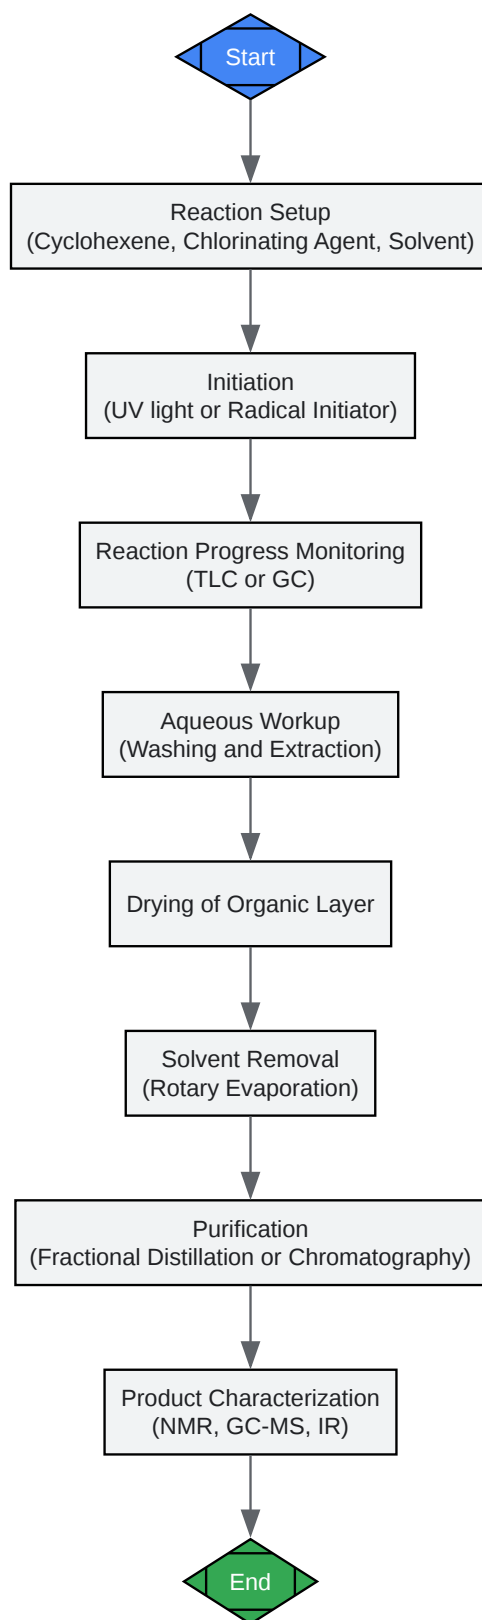 Start
Reaction Setup
(Cyclohexene, Chlorinating Agent, Solvent)
Initiation
(UV light or Radical Initiator)
Reaction Progress Monitoring
(TLC or GC)
Aqueous Workup
(Washing and Extraction)
Drying of Organic Layer
Solvent Removal
(Rotary Evaporation)
Purification
(Fractional Distillation or Chromatography)
Product Characterization
(NMR, GC-MS, IR)
End